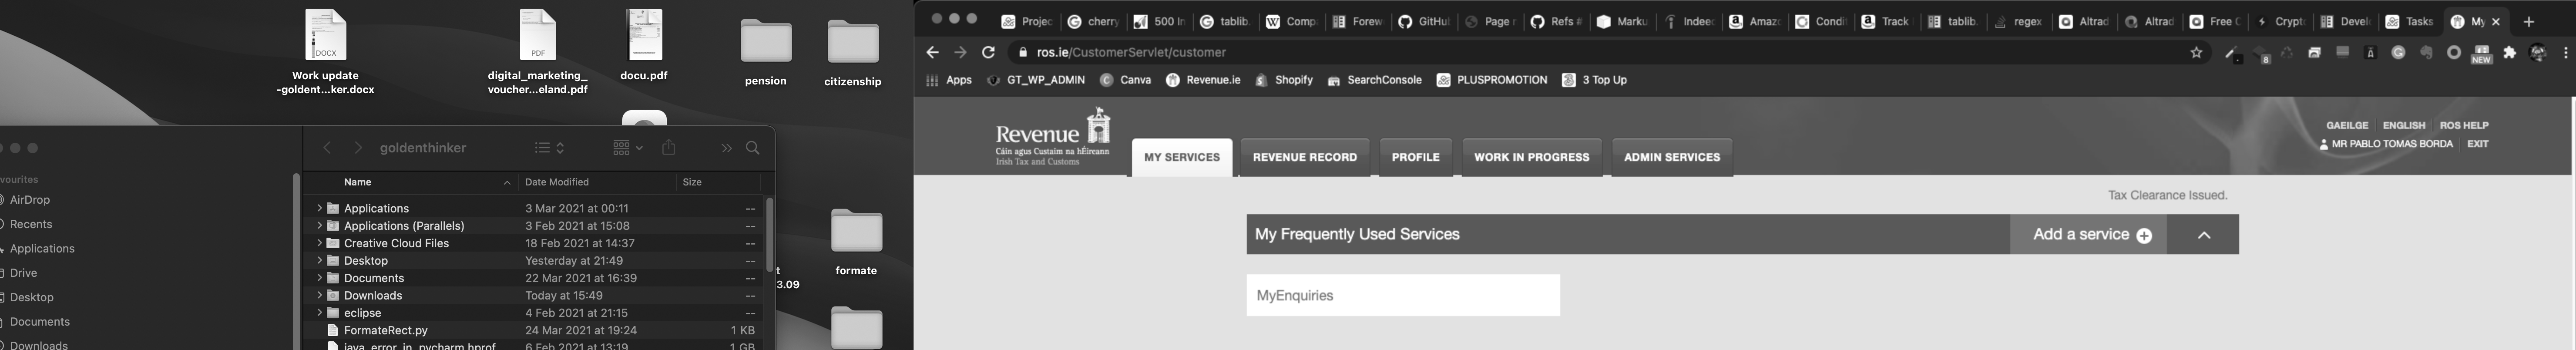 DOCX
Work update
-goldent...ker.docx
PDF
digital_marketing_
voucher...eland.pdf
docu.pdf
pension
citizenship
goldenthinker
vourites
AirDrop
Recents
Applications
Drive
Desktop
Documents
Downloads
Name Date Modified Size
Applications 3 Mar 2021 at 00:11 --
Applications (Parallels) 3 Feb 2021 at 15:08 --
Creative Cloud Files 18 Feb 2021 at 14:37 --
Desktop Yesterday at 21:49 --
Documents 22 Mar 2021 at 16:39 --
Downloads Today at 15:49 --
eclipse 4 Feb 2021 at 21:15 --
FormateRect.py 24 Mar 2021 at 19:24 1 KB
java_error_in_pycharm.hprof 6 Feb 2021 at 13:19 1 GB
t
3.09
formate
Projec cherry 500 In tablib. Comp Forew GitHub Page n Refs # Marku Indeed Amaz Condit Track tablib. regex Altrad Altrad Free C Crypto Devel Tasks My
ros.ie/CustomerServlet/customer
8 NEW
Apps GT_WP_ADMIN Canva Revenue.ie Shopify SearchConsole PLUSPROMOTION 3 Top Up
Revenue
Cáin agus Custaim na hÉireann
Irish Tax and Customs
MY SERVICES REVENUE RECORD PROFILE WORK IN PROGRESS ADMIN SERVICES
GAEILGE ENGLISH ROS HELP
MR PABLO TOMAS BORDA EXIT
Tax Clearance Issued.
My Frequently Used Services Add a service
MyEnquiries